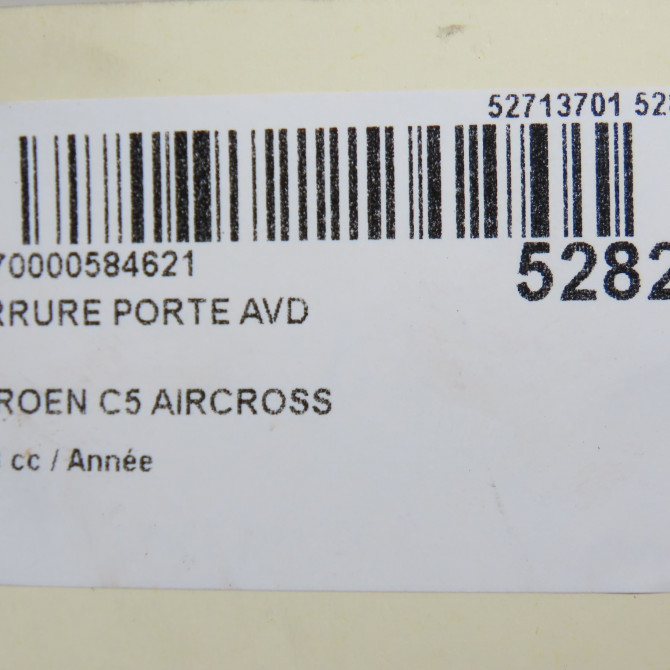 52713701 52
70000584621
5282
RRURE PORTE AVD
ROEN C5 AIRCROSS
cc / Année